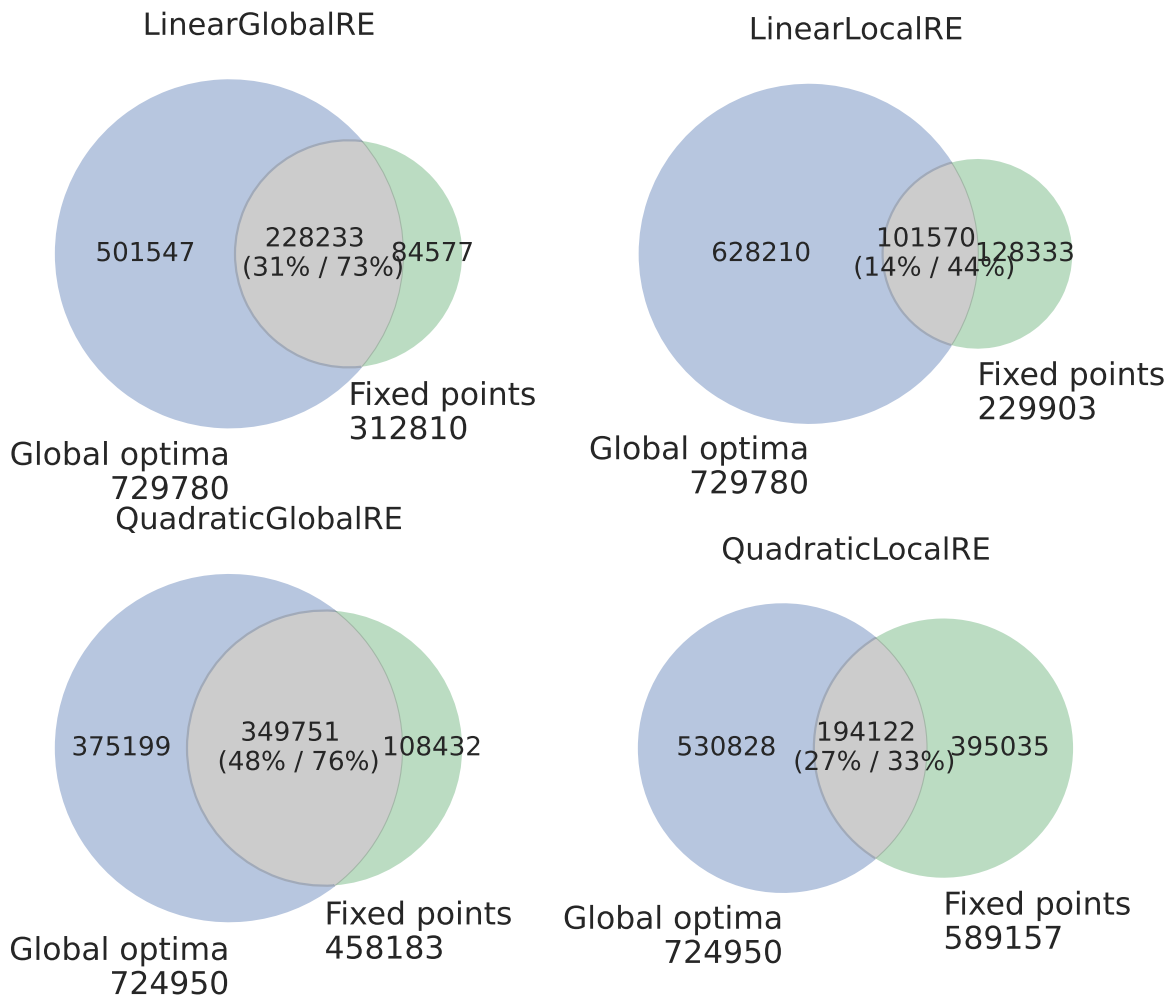 LinearGlobalRE
501547
228233
(31% / 73%)
84577
Fixed points
312810
Global optima
729780
LinearLocalRE
628210
101570
(14% / 44%)
128333
Fixed points
229903
Global optima
729780
QuadraticGlobalRE
375199
349751
(48% / 76%)
108432
Fixed points
458183
Global optima
724950
QuadraticLocalRE
530828
194122
(27% / 33%)
395035
Fixed points
589157
Global optima
724950